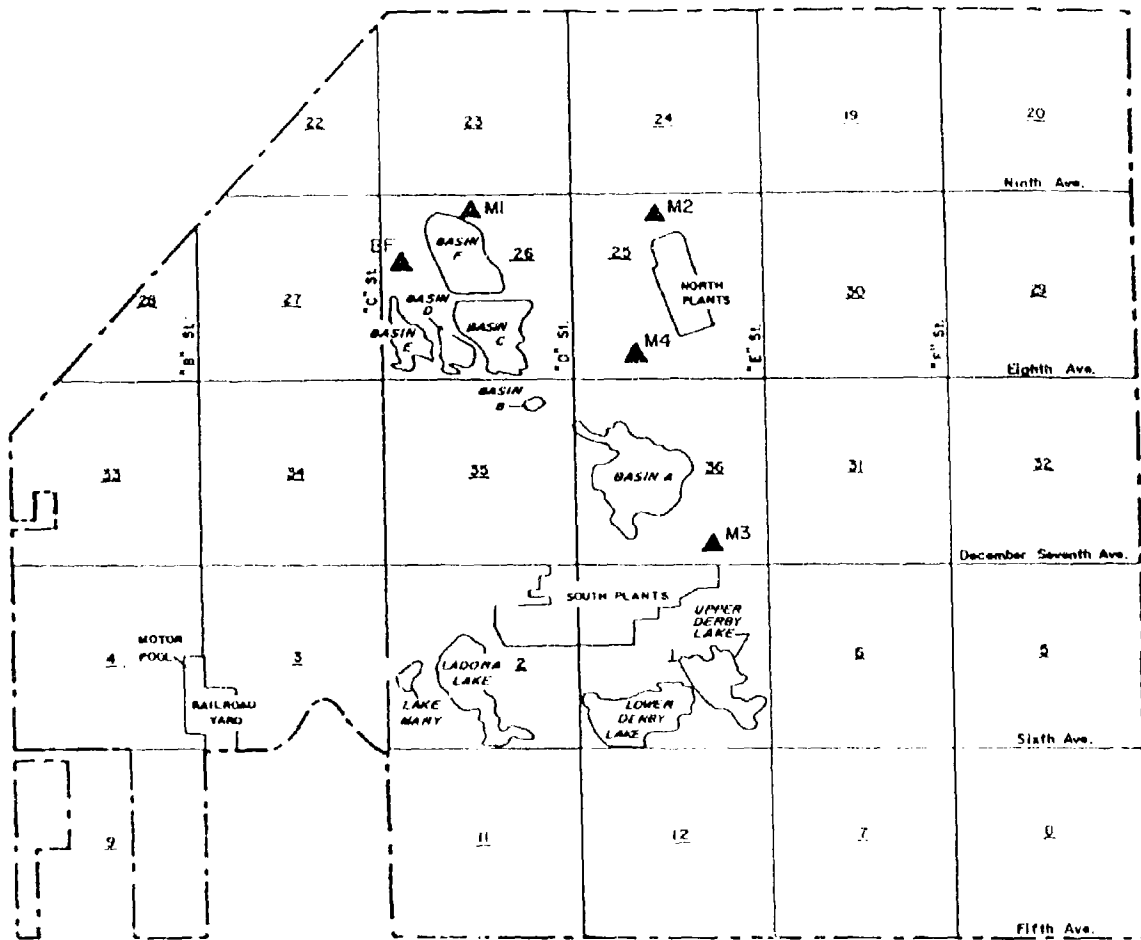 22
23
24
19
20
Ninth Ave.
M1
M2
BASIN
F
26
25
"C" St.
NORTH
PLANTS
28
27
30
29
"B" St.
BASIN
D
BASIN
E
BASIN
C
"D" St.
M4
"E" St.
"F" St.
Eighth Ave.
BASIN
B
33
34
35
BASIN A
36
31
32
M3
December Seventh Ave.
SOUTH PLANTS
UPPER
DERBY
LAKE
MOTOR
POOL
4
3
LADORA
LAKE
2
1
6
5
RAILROAD
YARD
LAKE
MARY
LOWER
DERBY
LAKE
Sixth Ave.
9
11
12
7
Fifth Ave.